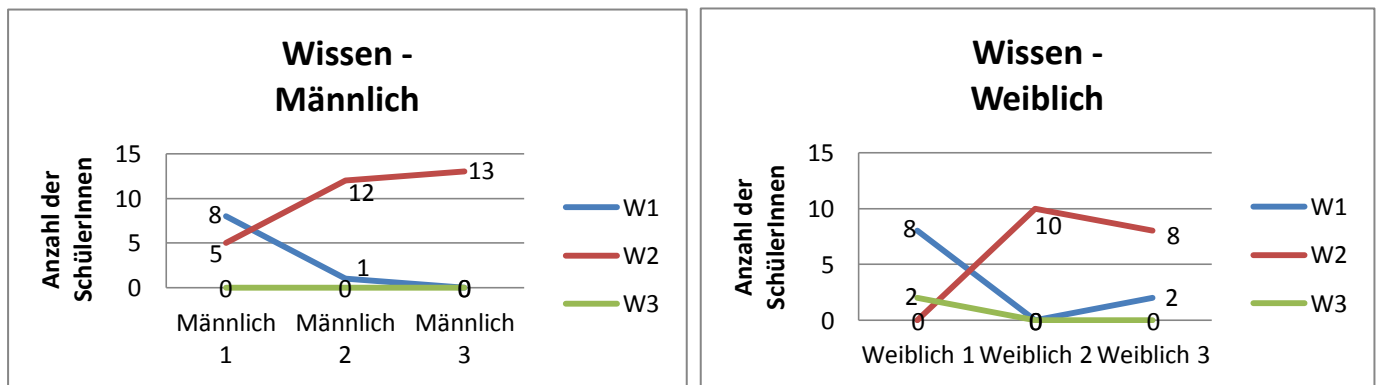 Wissen -
Männlich
Anzahl der
SchülerInnen
15
10
5
0
8
5
1
12
13
0
0
0
Männlich
1
Männlich
2
Männlich
3
W1
W2
W3
Wissen -
Weiblich
Anzahl der
SchülerInnen
15
10
5
0
8
2
0
10
0
8
2
0
Weiblich 1 Weiblich 2 Weiblich 3
W1
W2
W3